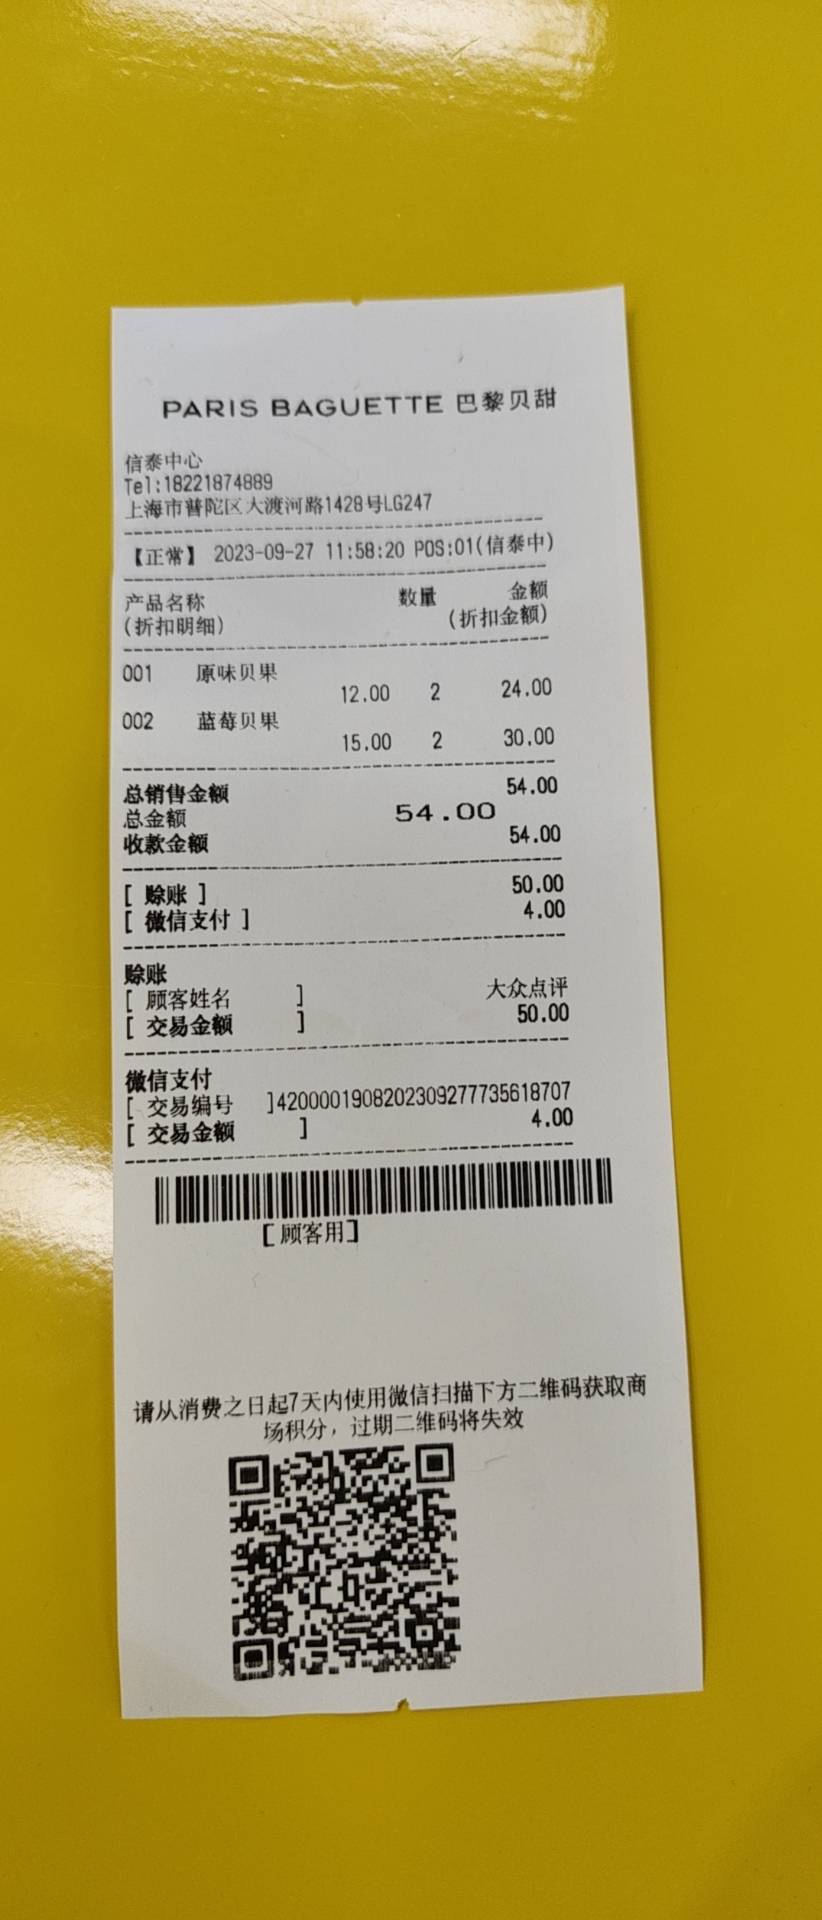 PARIS BAGUETTE 巴黎贝甜
信泰中心
Tel:18221874889
上海市普陀区大渡河路1428号LG247
【正常】 2023-09-27 11:58:20 POS:01(信泰中)
产品名称 数量 金额
(折扣明细) (折扣金额)
001 原味贝果
12.00 2 24.00
002 蓝莓贝果
15.00 2 30.00
总销售金额 54.00
总金额 54.00
收款金额 54.00
[ 赊账 ] 50.00
[ 微信支付 ] 4.00
赊账
[ 顾客姓名 ] 大众点评
[ 交易金额 ] 50.00
微信支付
[ 交易编号 ]4200001908202309277735618707
[ 交易金额 ] 4.00
[顾客用]
请从消费之日起7天内使用微信扫描下方二维码获取商
场积分，过期二维码将失效